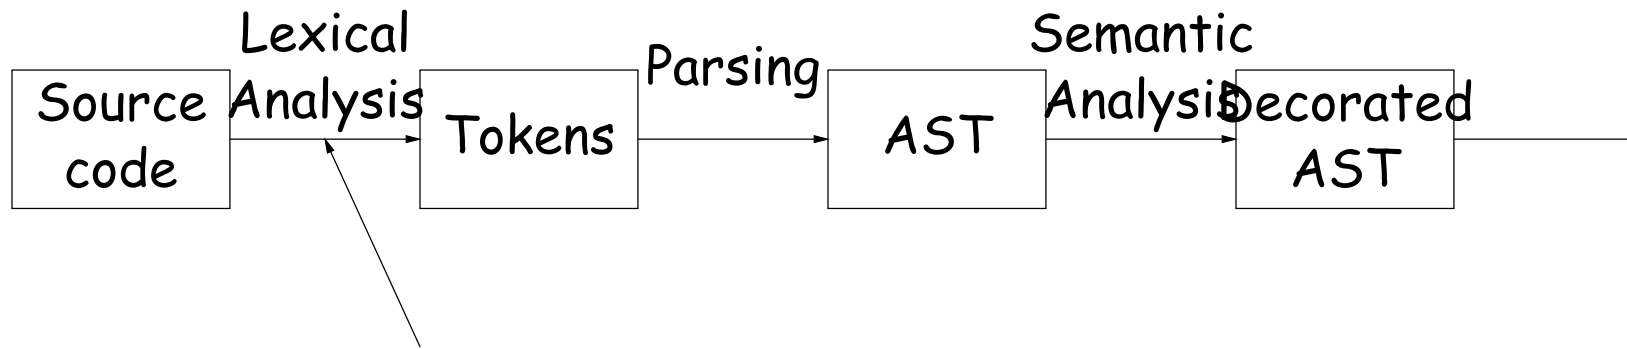 Source
code
Lexical
Analysis
Tokens
Parsing
AST
Semantic
Analysis
Decorated
AST